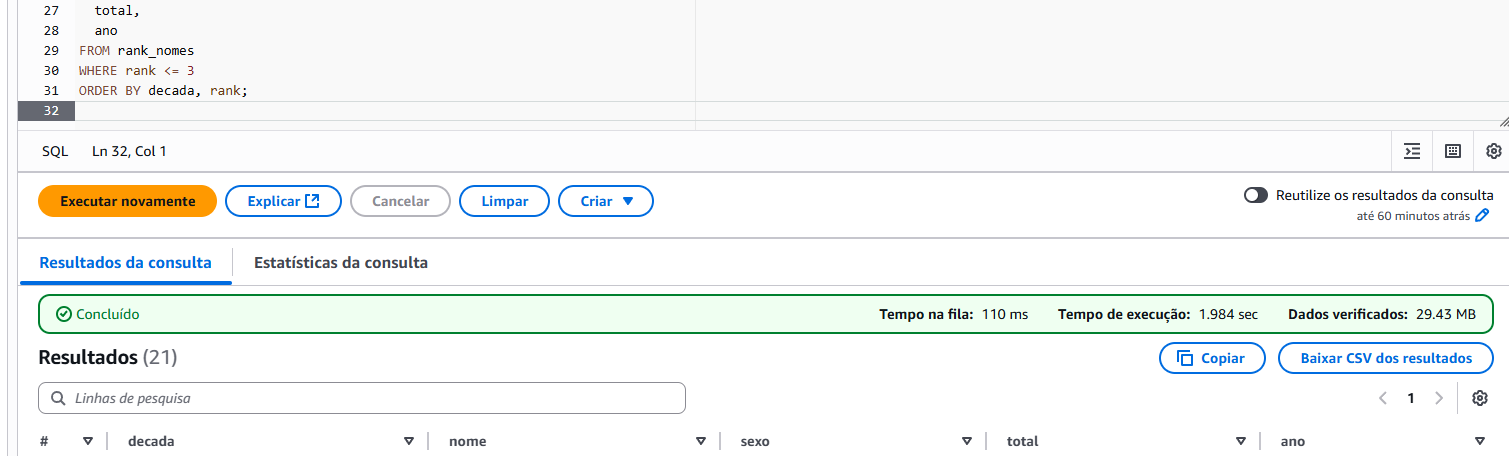 27 total,
28 ano
29 FROM rank_nomes
30 WHERE rank <= 3
31 ORDER BY decada, rank;
32
SQL Ln 32, Col 1
Executar novamente Explicar Cancelar Limpar Criar Reutilize os resultados da consulta
até 60 minutos atrás
Resultados da consulta Estatísticas da consulta
Concluído Tempo na fila: 110 ms Tempo de execução: 1.984 sec Dados verificados: 29.43 MB
Resultados (21) Copiar Baixar CSV dos resultados
Linhas de pesquisa 1
# decada nome sexo total ano